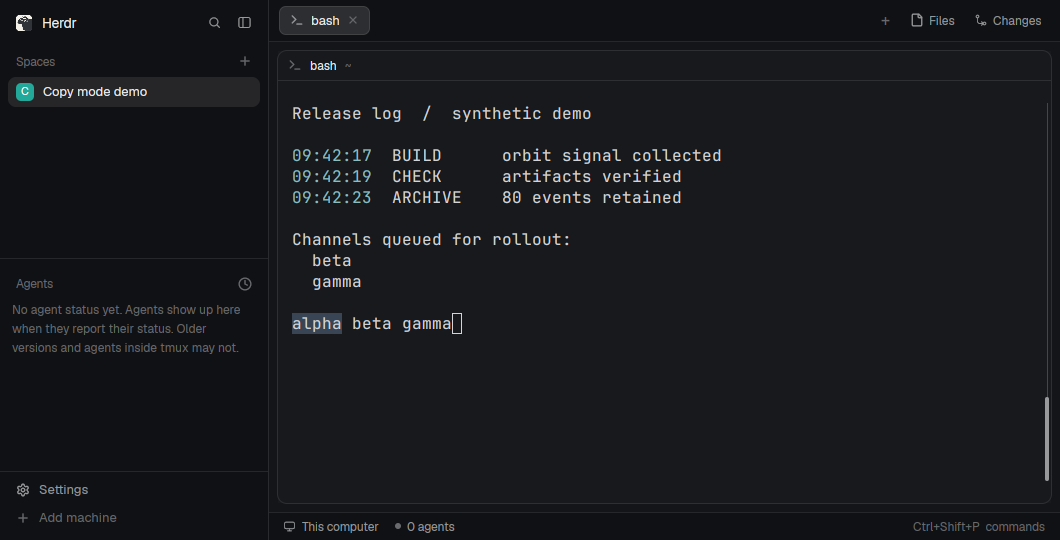 Herdr
Spaces
C Copy mode demo
Agents
No agent status yet. Agents show up here
when they report their status. Older
versions and agents inside tmux may not.
Settings
Add machine
bash
Files
Changes
bash ~
Release log / synthetic demo
09:42:17 BUILD orbit signal collected
09:42:19 CHECK artifacts verified
09:42:23 ARCHIVE 80 events retained
Channels queued for rollout:
beta
gamma
alpha beta gamma
This computer
0 agents
Ctrl+Shift+P commands